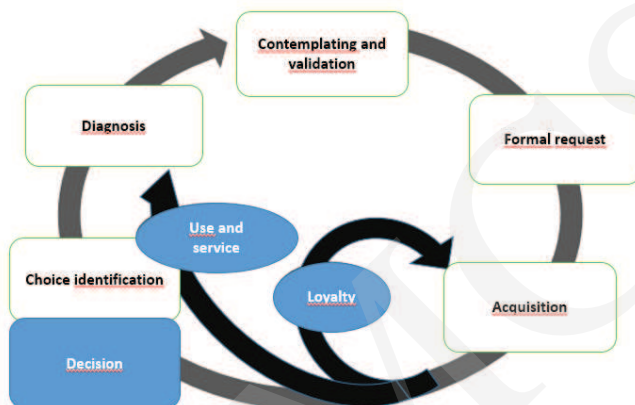 Contemplating and
validation
Diagnosis
Formal request
Use and
service
Choice identification
Loyalty
Acquisition
Decision